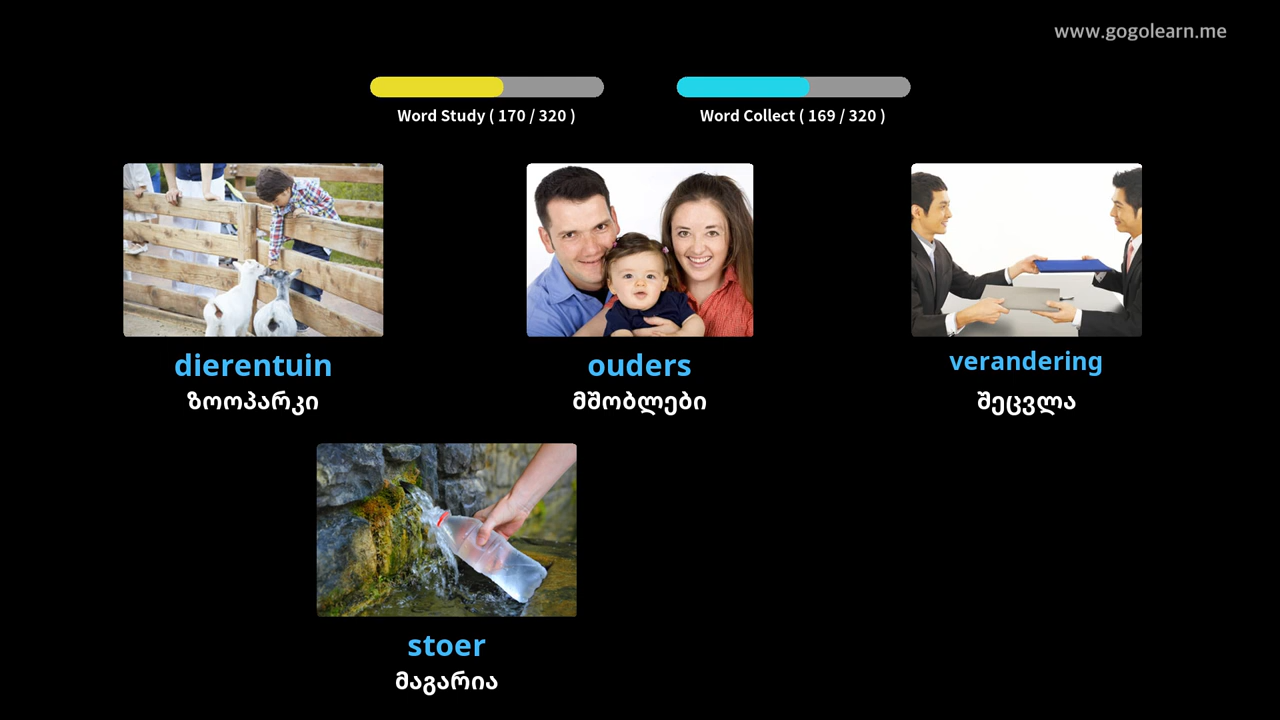 www.gogolearn.me
Word Study ( 170 / 320 )
Word Collect ( 169 / 320 )
dierentuin
ზოოპარკი
ouders
მშობლები
verandering
შეცვლა
stoer
მაგარია